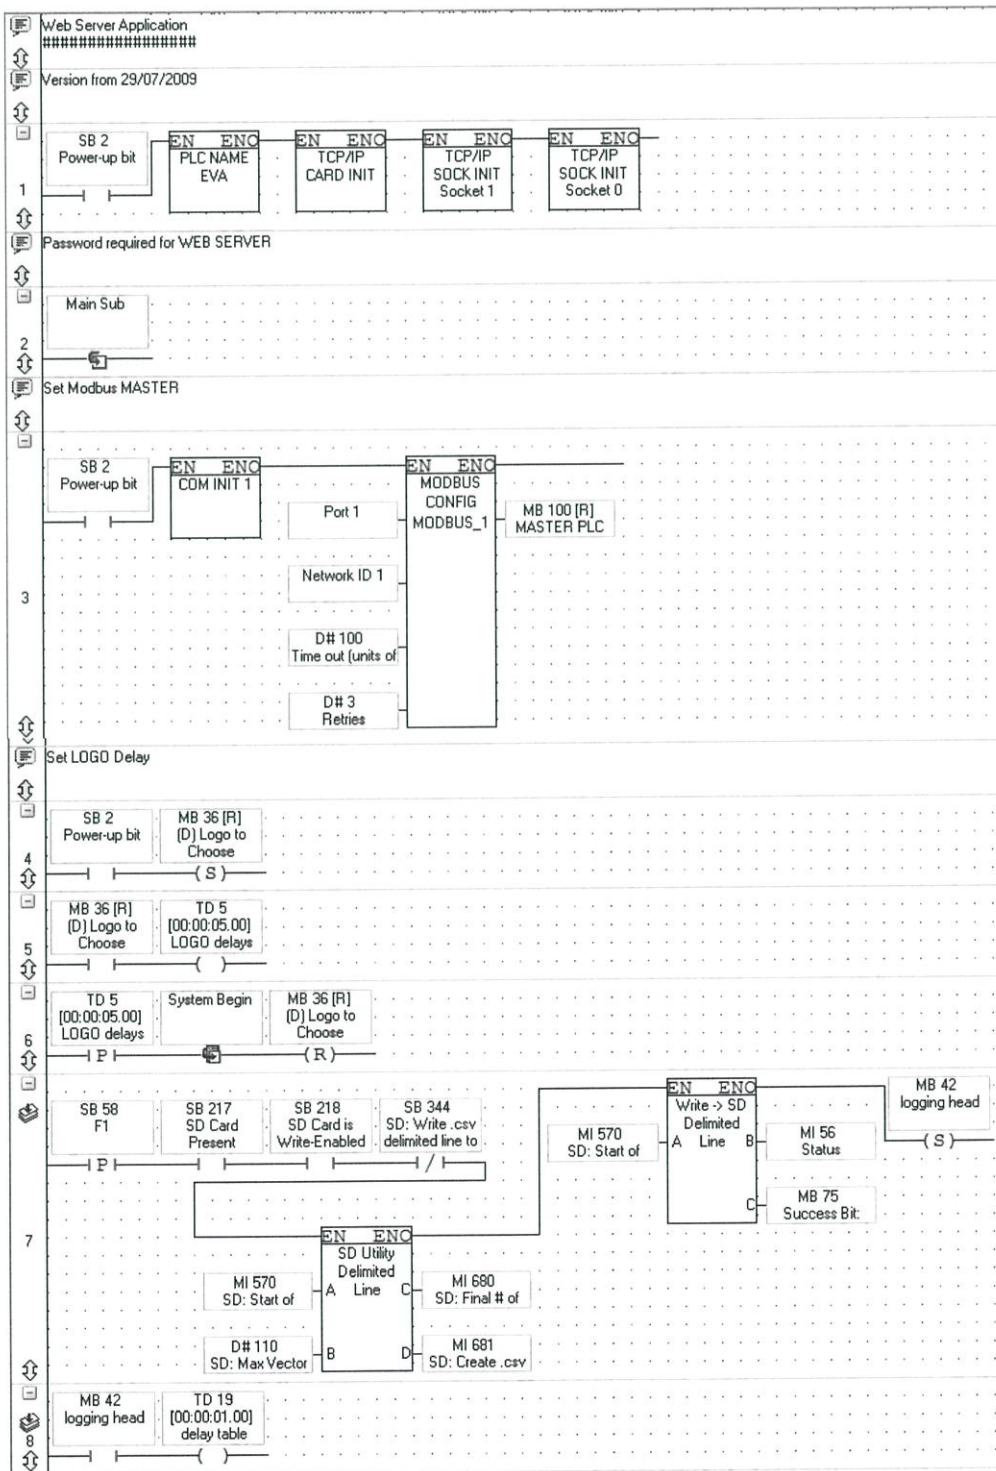 Web Server Application
##################
Version from 29/07/2009
1
SB 2
Power-up bit
EN ENO
PLC NAME
EVA
EN ENO
TCP/IP
CARD INIT
EN ENO
TCP/IP
SOCK INIT
Socket 1
EN ENO
TCP/IP
SOCK INIT
Socket 0
Password required for WEB SERVER
2
Main Sub
Set Modbus MASTER
3
SB 2
Power-up bit
EN ENO
COM INIT 1
EN ENO
MODBUS
CONFIG
MODBUS_1
Port 1
Network ID 1
D# 100
Time out (units of
D# 3
Retries
MB 100 [R]
MASTER PLC
Set LOGO Delay
4
SB 2
Power-up bit
MB 36 [R]
(D) Logo to
Choose
( S )
5
MB 36 [R]
(D) Logo to
Choose
TD 5
[00:00:05.00]
LOGO delays
( )
6
TD 5
[00:00:05.00]
LOGO delays
P
System Begin
MB 36 [R]
(D) Logo to
Choose
( R )
7
SB 58
F1
P
SB 217
SD Card
Present
SB 218
SD Card is
Write-Enabled
SB 344
SD: Write .csv
delimited line to
/
EN ENO
SD Utility
Delimited
A Line C
B D
MI 570
SD: Start of
D# 110
SD: Max Vector
MI 680
SD: Final # of
MI 681
SD: Create .csv
EN ENO
Write -> SD
Delimited
A Line B
C
MI 570
SD: Start of
MI 56
Status
MB 75
Success Bit:
MB 42
logging head
( S )
8
MB 42
logging head
TD 19
[00:00:01.00]
delay table
( )